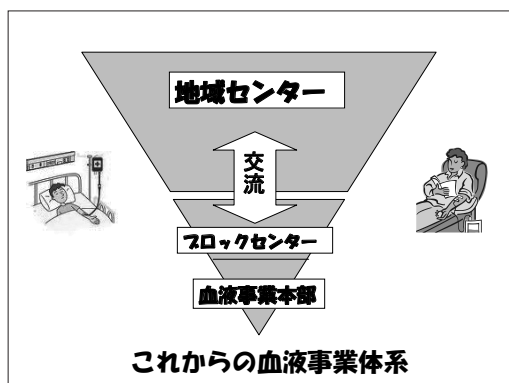 地域センター
交流
ブロックセンター
血液事業本部
これからの血液事業体系